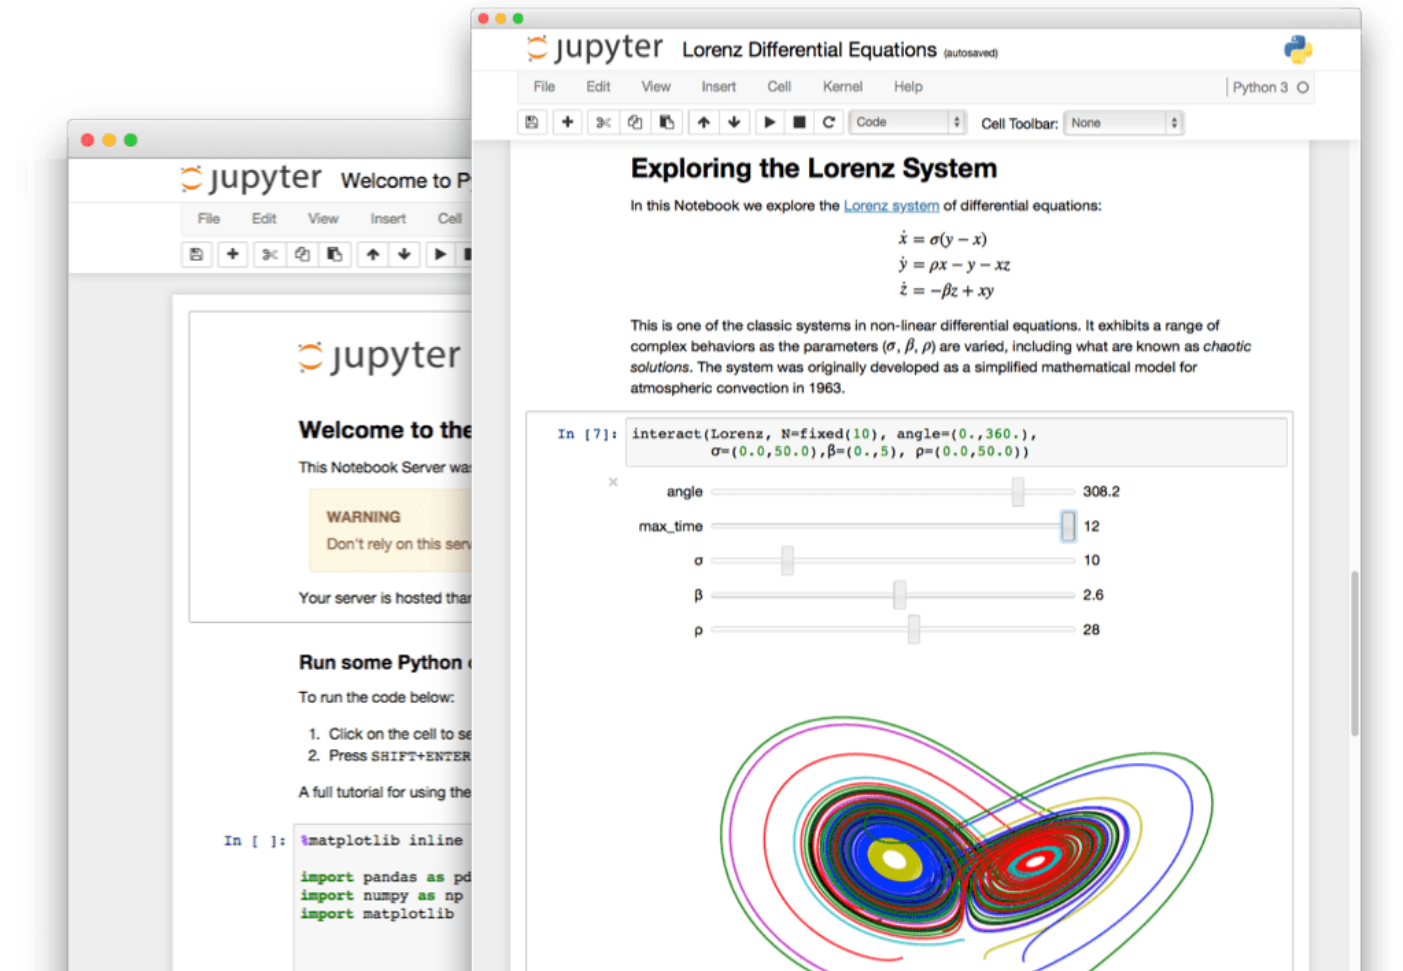 jupyter Lorenz Differential Equations (autosaved)
File Edit View Insert Cell Kernel Help Python 3
Code Cell Toolbar: None
Exploring the Lorenz System
In this Notebook we explore the Lorenz system of differential equations:
ẋ = σ(y − x)
ẏ = ρx − y − xz
ż = −βz + xy
This is one of the classic systems in non-linear differential equations. It exhibits a range of
complex behaviors as the parameters (σ, β, ρ) are varied, including what are known as chaotic
solutions. The system was originally developed as a simplified mathematical model for
atmospheric convection in 1963.
In [7]: interact(Lorenz, N=fixed(10), angle=(0.,360.),
σ=(0.0,50.0),β=(0.,5), ρ=(0.0,50.0))
angle 308.2
max_time 12
σ 10
β 2.6
ρ 28
jupyter Welcome to P
File Edit View Insert Cell
jupyter
Welcome to the
This Notebook Server was
WARNING
Don't rely on this serv
Your server is hosted than
Run some Python
To run the code below:
1. Click on the cell to se
2. Press SHIFT+ENTER
A full tutorial for using the
In [ ]: %matplotlib inline
import pandas as pd
import numpy as np
import matplotlib